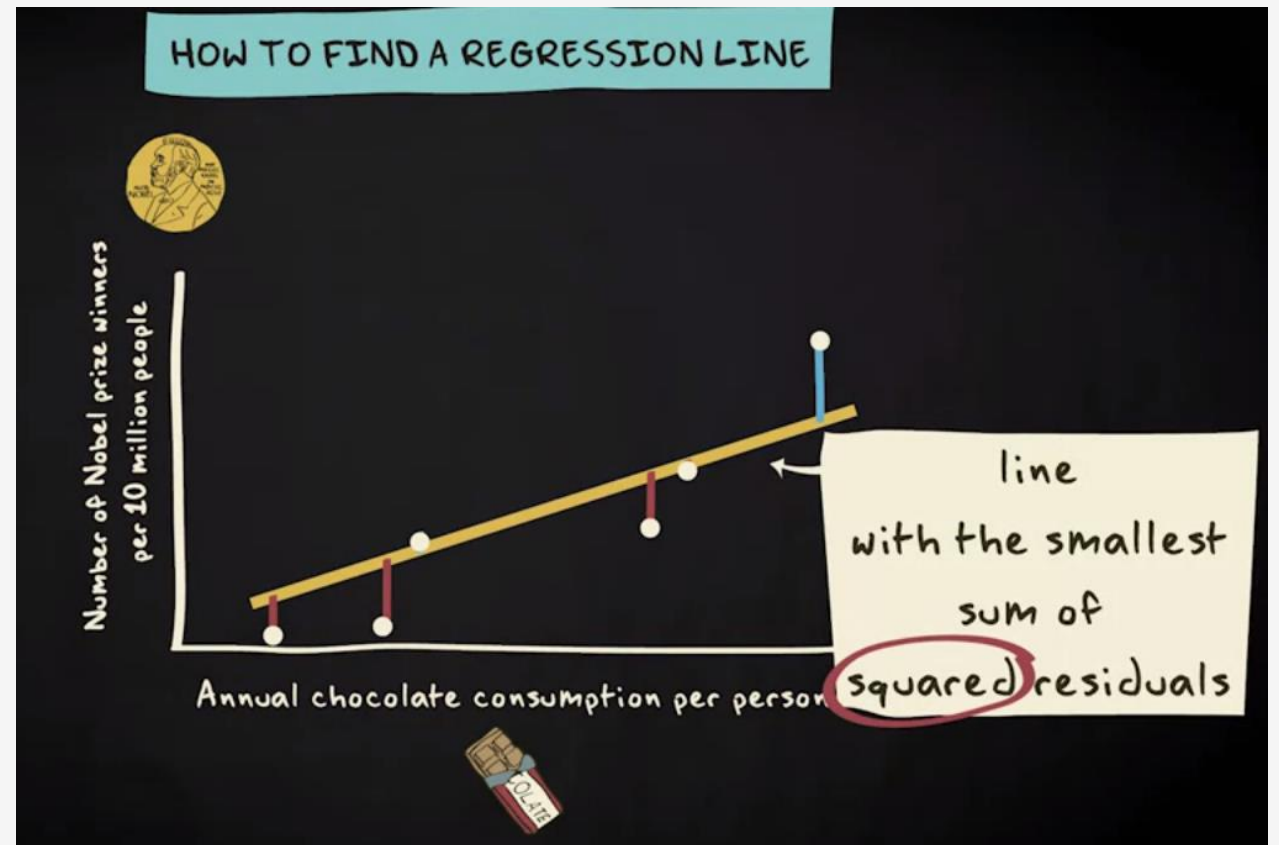 HOW TO FIND A REGRESSION LINE
Number of Nobel prize winners
per 10 million people
line
with the smallest
sum of
squared residuals
Annual chocolate consumption per person
COLATE